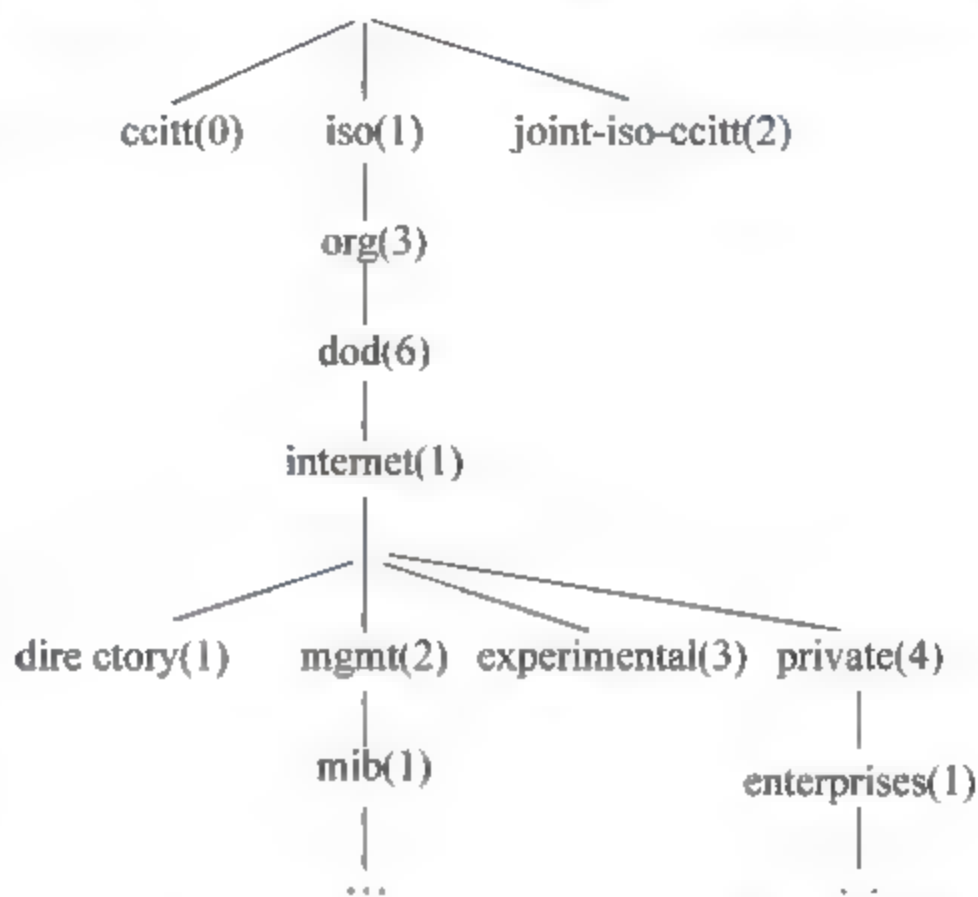 ccitt(0) iso(1) joint-iso-ccitt(2)
org(3)
dod(6)
internet(1)
dire ctory(1) mgmt(2) experimental(3) private(4)
mib(1)
enterprises(1)
...